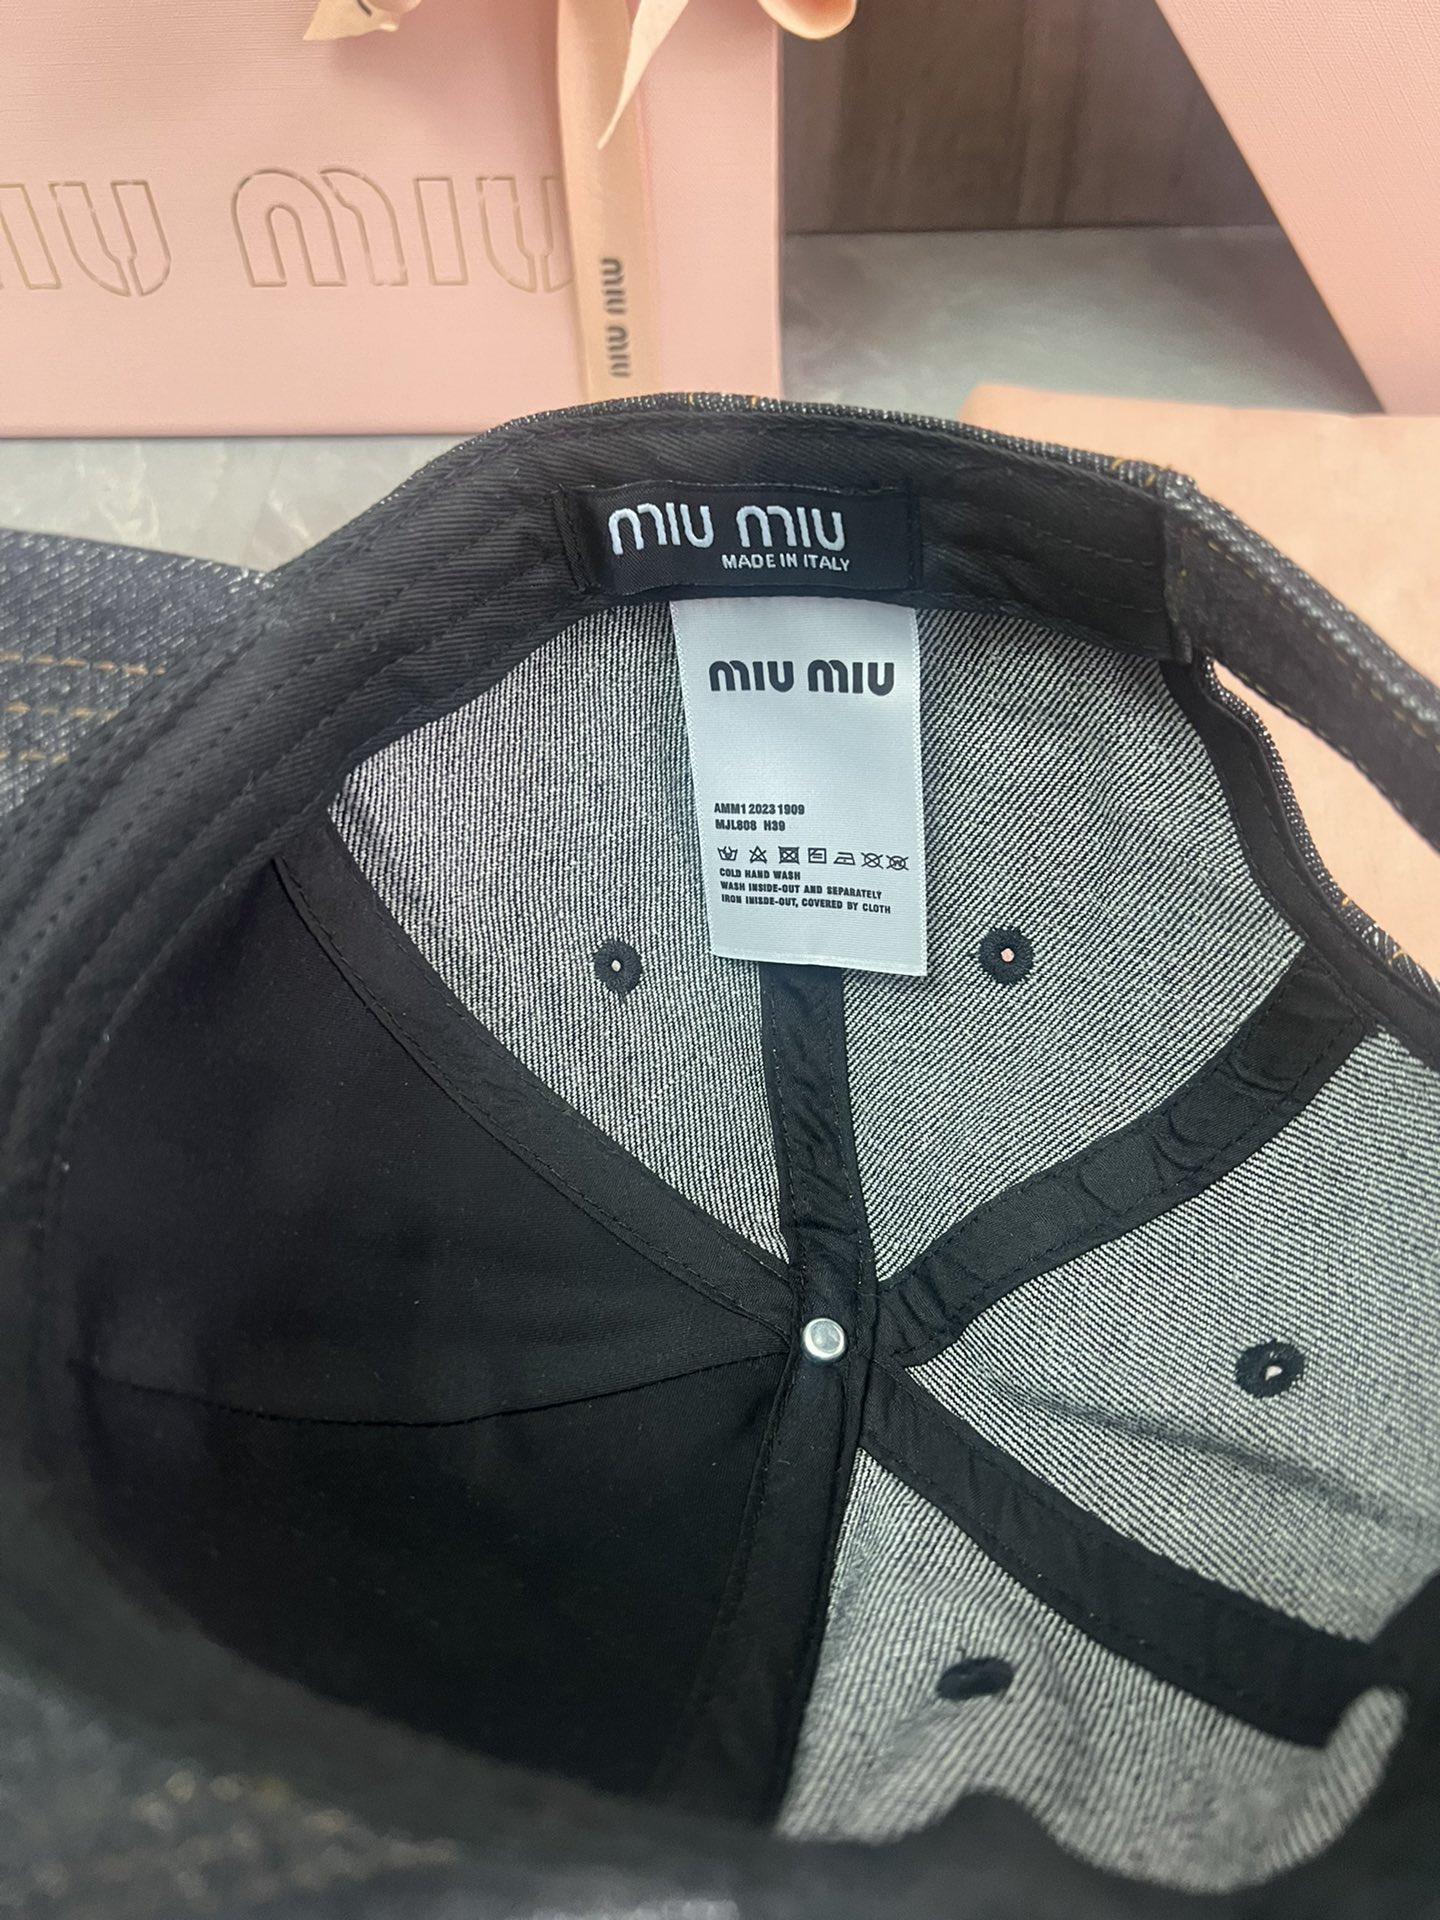 MIU MIU
MIU MIU
MIU MIU
MADE IN ITALY
MIU MIU
AMM1 2023 1909
MJL808 H39
COLD HAND WASH
WASH INSIDE-OUT AND SEPARATELY
IRON INISDE-OUT, COVERED BY CLOTH